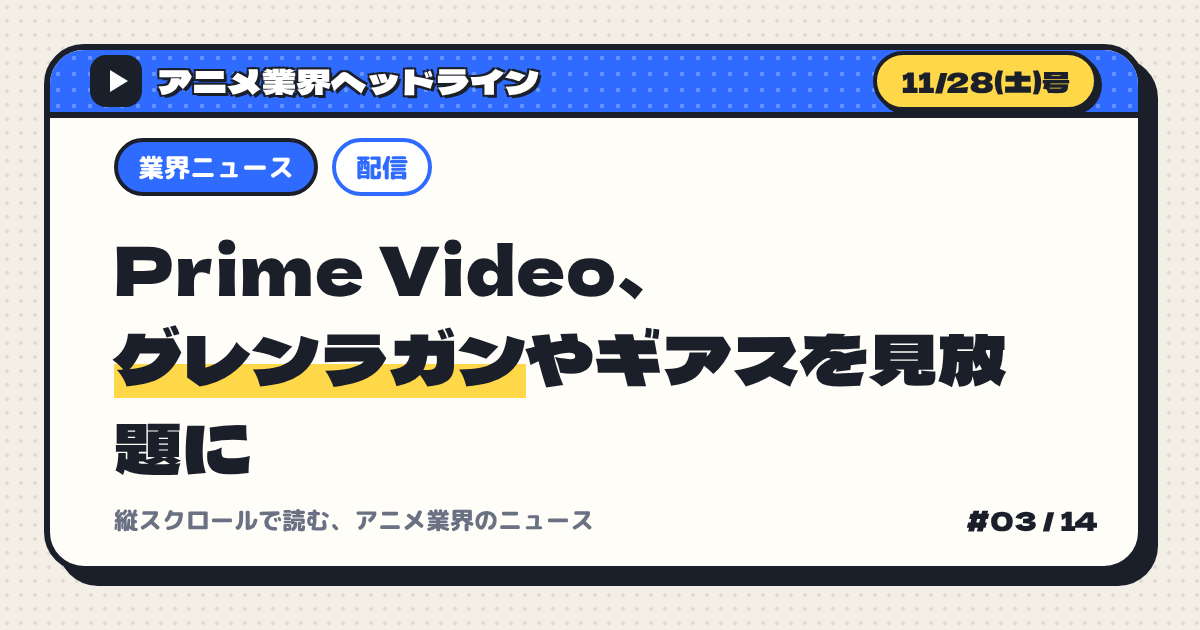 アニメ業界ヘッドライン
11/28(土)号
業界ニュース
配信
Prime Video、
グレンラガンやギアスを見放
題に
縦スクロールで読む、アニメ業界のニュース
#03 / 14